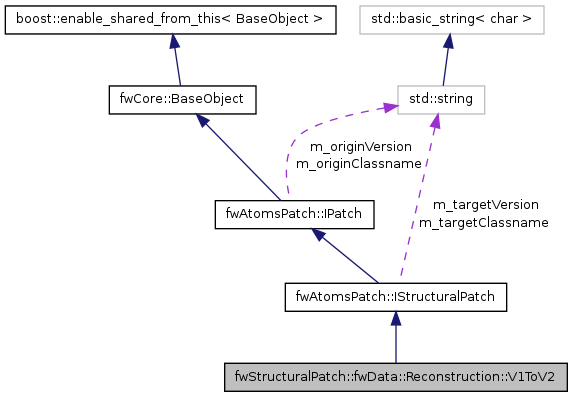 boost::enable_shared_from_this< BaseObject >
std::basic_string< char >
fwCore::BaseObject
std::string
m_originVersion
m_originClassname
m_targetVersion
m_targetClassname
fwAtomsPatch::IPatch
fwAtomsPatch::IStructuralPatch
fwStructuralPatch::fwData::Reconstruction::V1ToV2